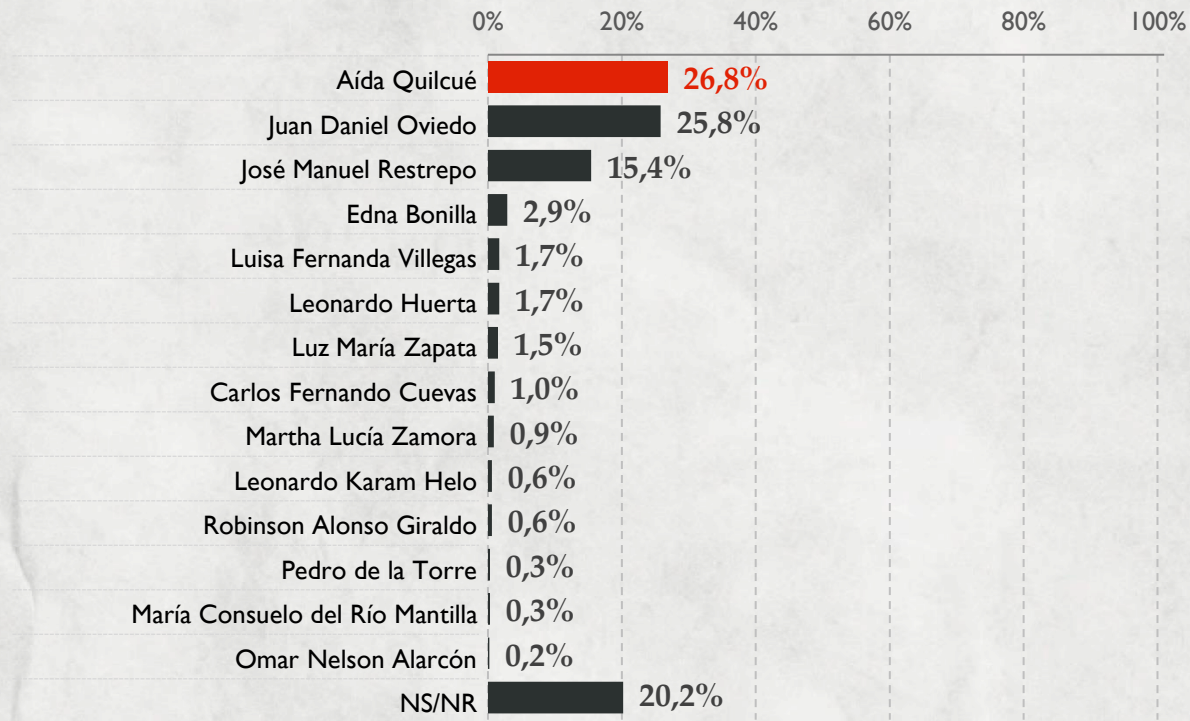 0% 20% 40% 60% 80% 100%
Aída Quilcué 26,8%
Juan Daniel Oviedo 25,8%
José Manuel Restrepo 15,4%
Edna Bonilla 2,9%
Luisa Fernanda Villegas 1,7%
Leonardo Huerta 1,7%
Luz María Zapata 1,5%
Carlos Fernando Cuevas 1,0%
Martha Lucía Zamora 0,9%
Leonardo Karam Helo 0,6%
Robinson Alonso Giraldo 0,6%
Pedro de la Torre 0,3%
María Consuelo del Río Mantilla 0,3%
Omar Nelson Alarcón 0,2%
NS/NR 20,2%